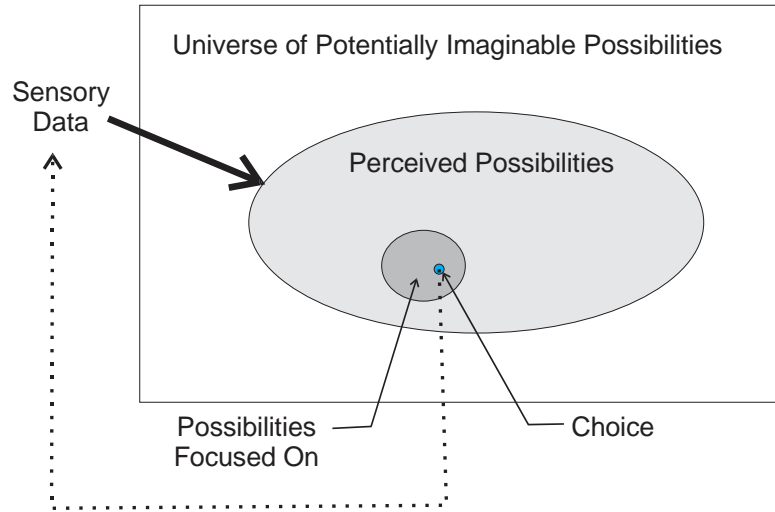 Universe of Potentially Imaginable Possibilities
Sensory
Data
Perceived Possibilities
Possibilities
Focused On
Choice